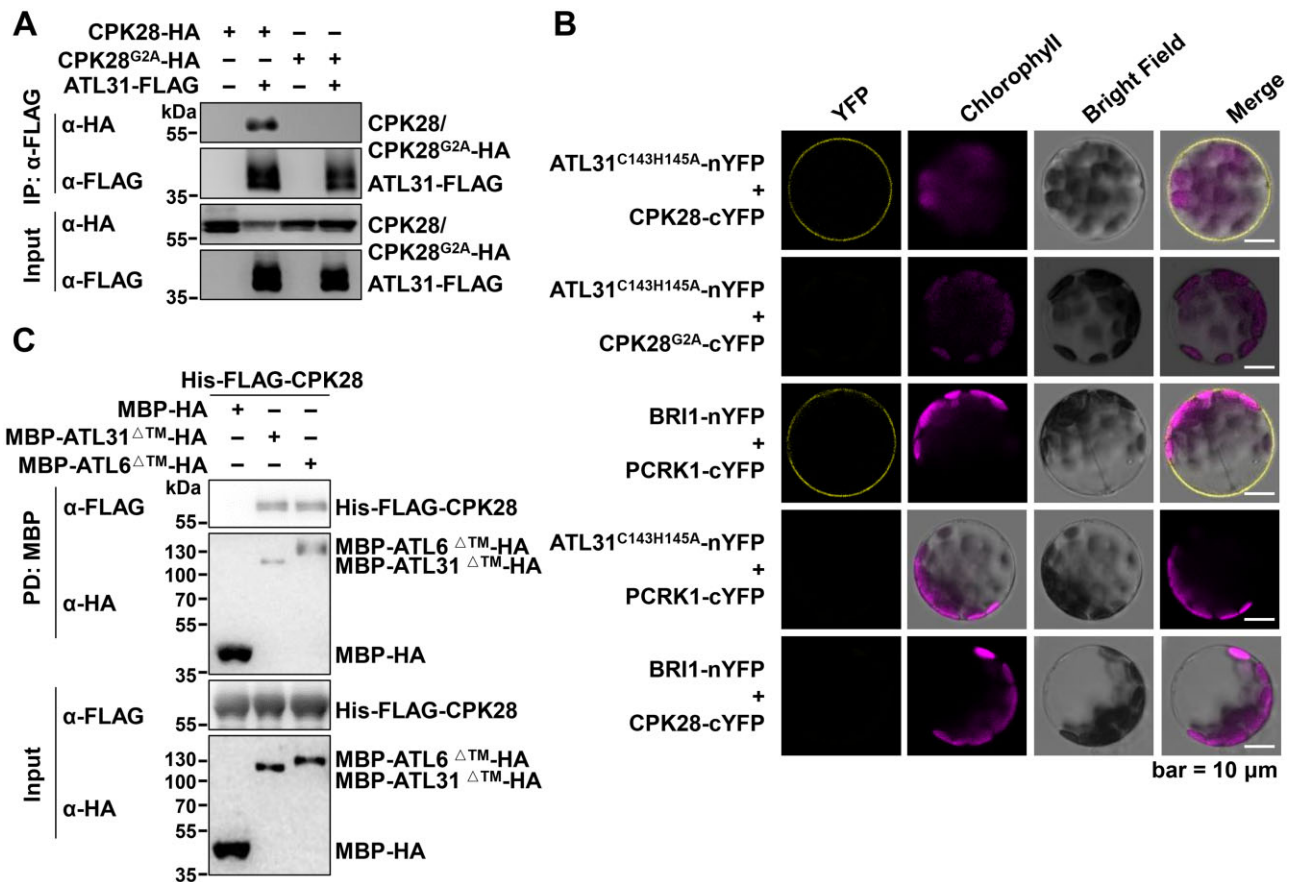 A
CPK28-HA + + – –
CPK28G2A-HA – – + +
ATL31-FLAG – + – +
kDa
IP: α-FLAG
α-HA
55
CPK28/
CPK28G2A-HA
α-FLAG
35
ATL31-FLAG
Input
α-HA
55
CPK28/
CPK28G2A-HA
α-FLAG
35
ATL31-FLAG
B
YFP Chlorophyll Bright Field Merge
ATL31C143H145A-nYFP
+
CPK28-cYFP
ATL31C143H145A-nYFP
+
CPK28G2A-cYFP
BRI1-nYFP
+
PCRK1-cYFP
ATL31C143H145A-nYFP
+
PCRK1-cYFP
BRI1-nYFP
+
CPK28-cYFP
bar = 10 µm
C
His-FLAG-CPK28
MBP-HA + – –
MBP-ATL31△TM-HA – + –
MBP-ATL6△TM-HA – – +
kDa
PD: MBP
α-FLAG
55
His-FLAG-CPK28
130
MBP-ATL6 △TM-HA
100
MBP-ATL31 △TM-HA
70
α-HA
55
MBP-HA
35
Input
α-FLAG
55
His-FLAG-CPK28
130
MBP-ATL6 △TM-HA
100
MBP-ATL31 △TM-HA
70
α-HA
55
MBP-HA
35